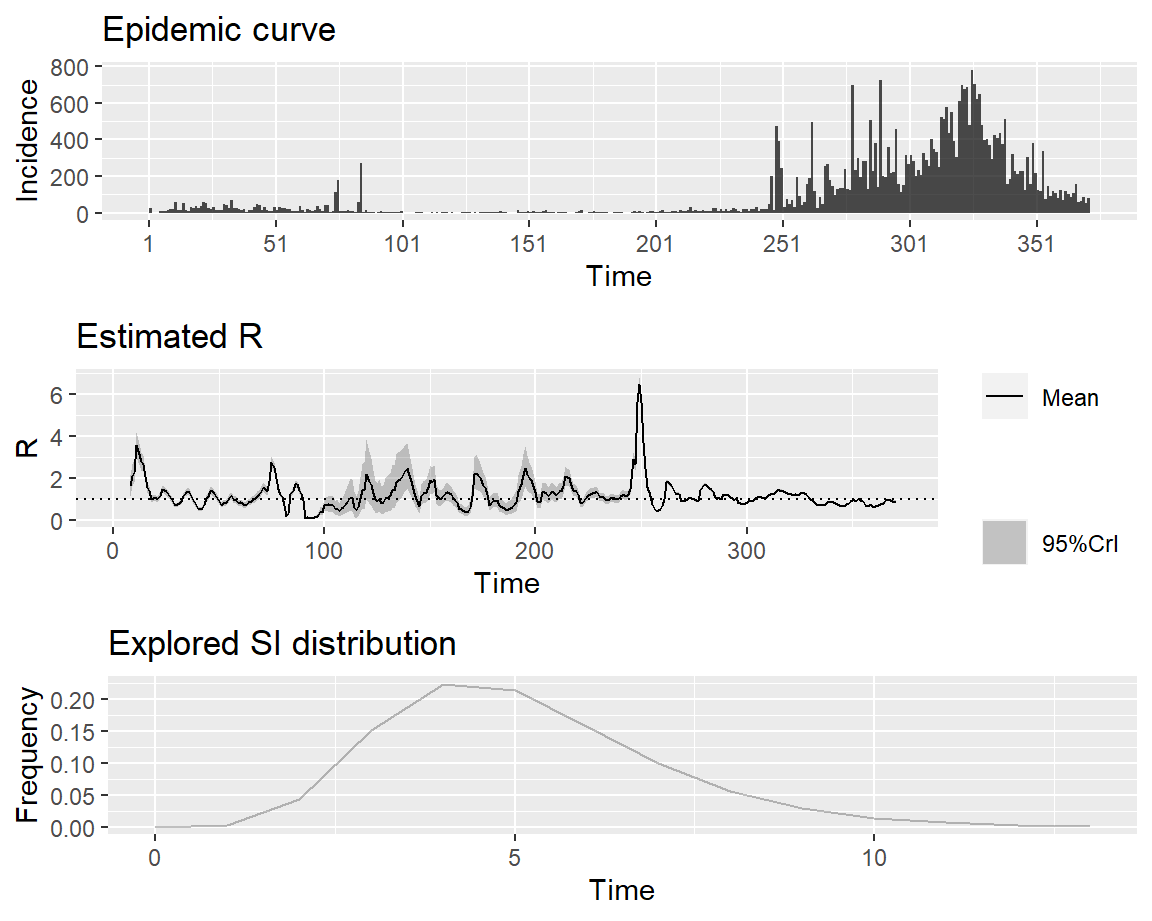 Epidemic curve
800
600
400
200
0
Incidence
1 51 101 151 201 251 301 351
Time
Estimated R
6
4
2
0
R
0 100 200 300
Time
Mean
95%CrI
Explored SI distribution
0.20
0.15
0.10
0.05
0.00
Frequency
0 5 10
Time